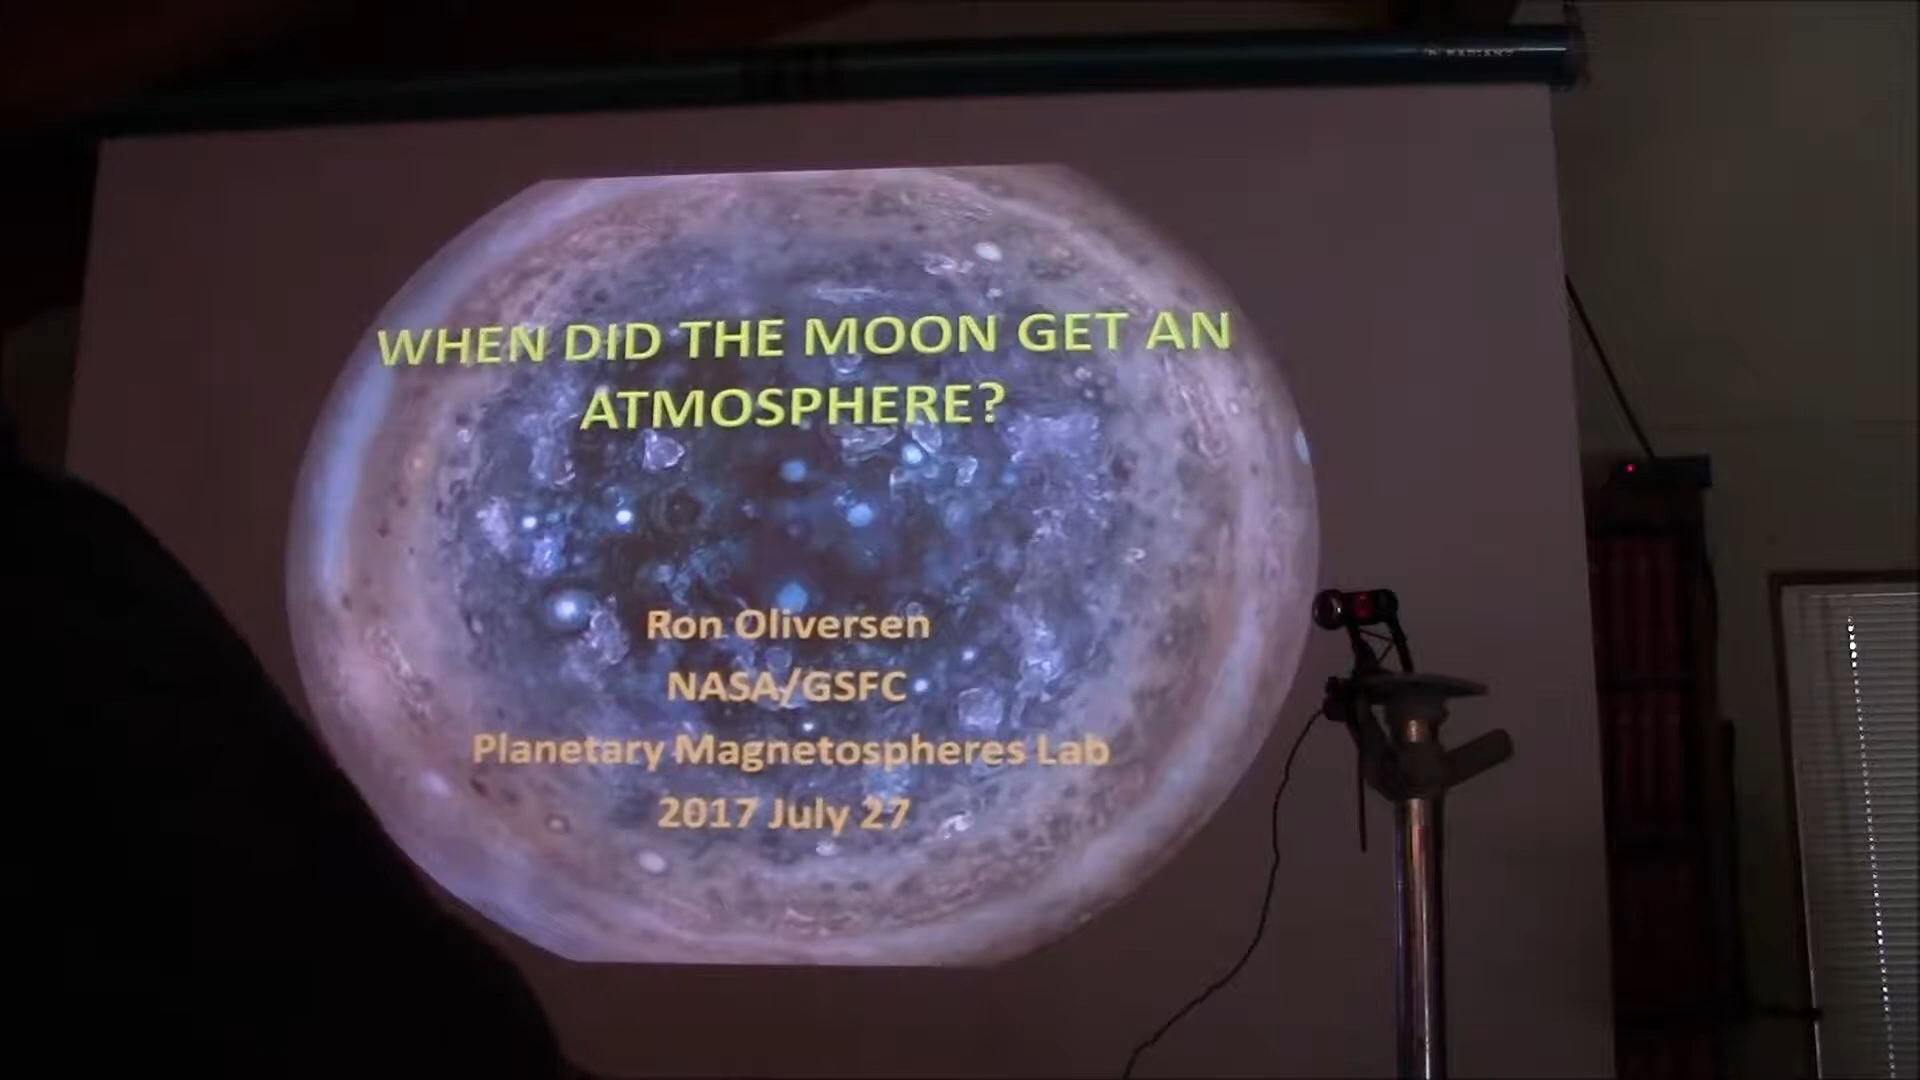 WHEN DID THE MOON GET AN
ATMOSPHERE?
Ron Oliversen
NASA/GSFC
Planetary Magnetospheres Lab
2017 July 27